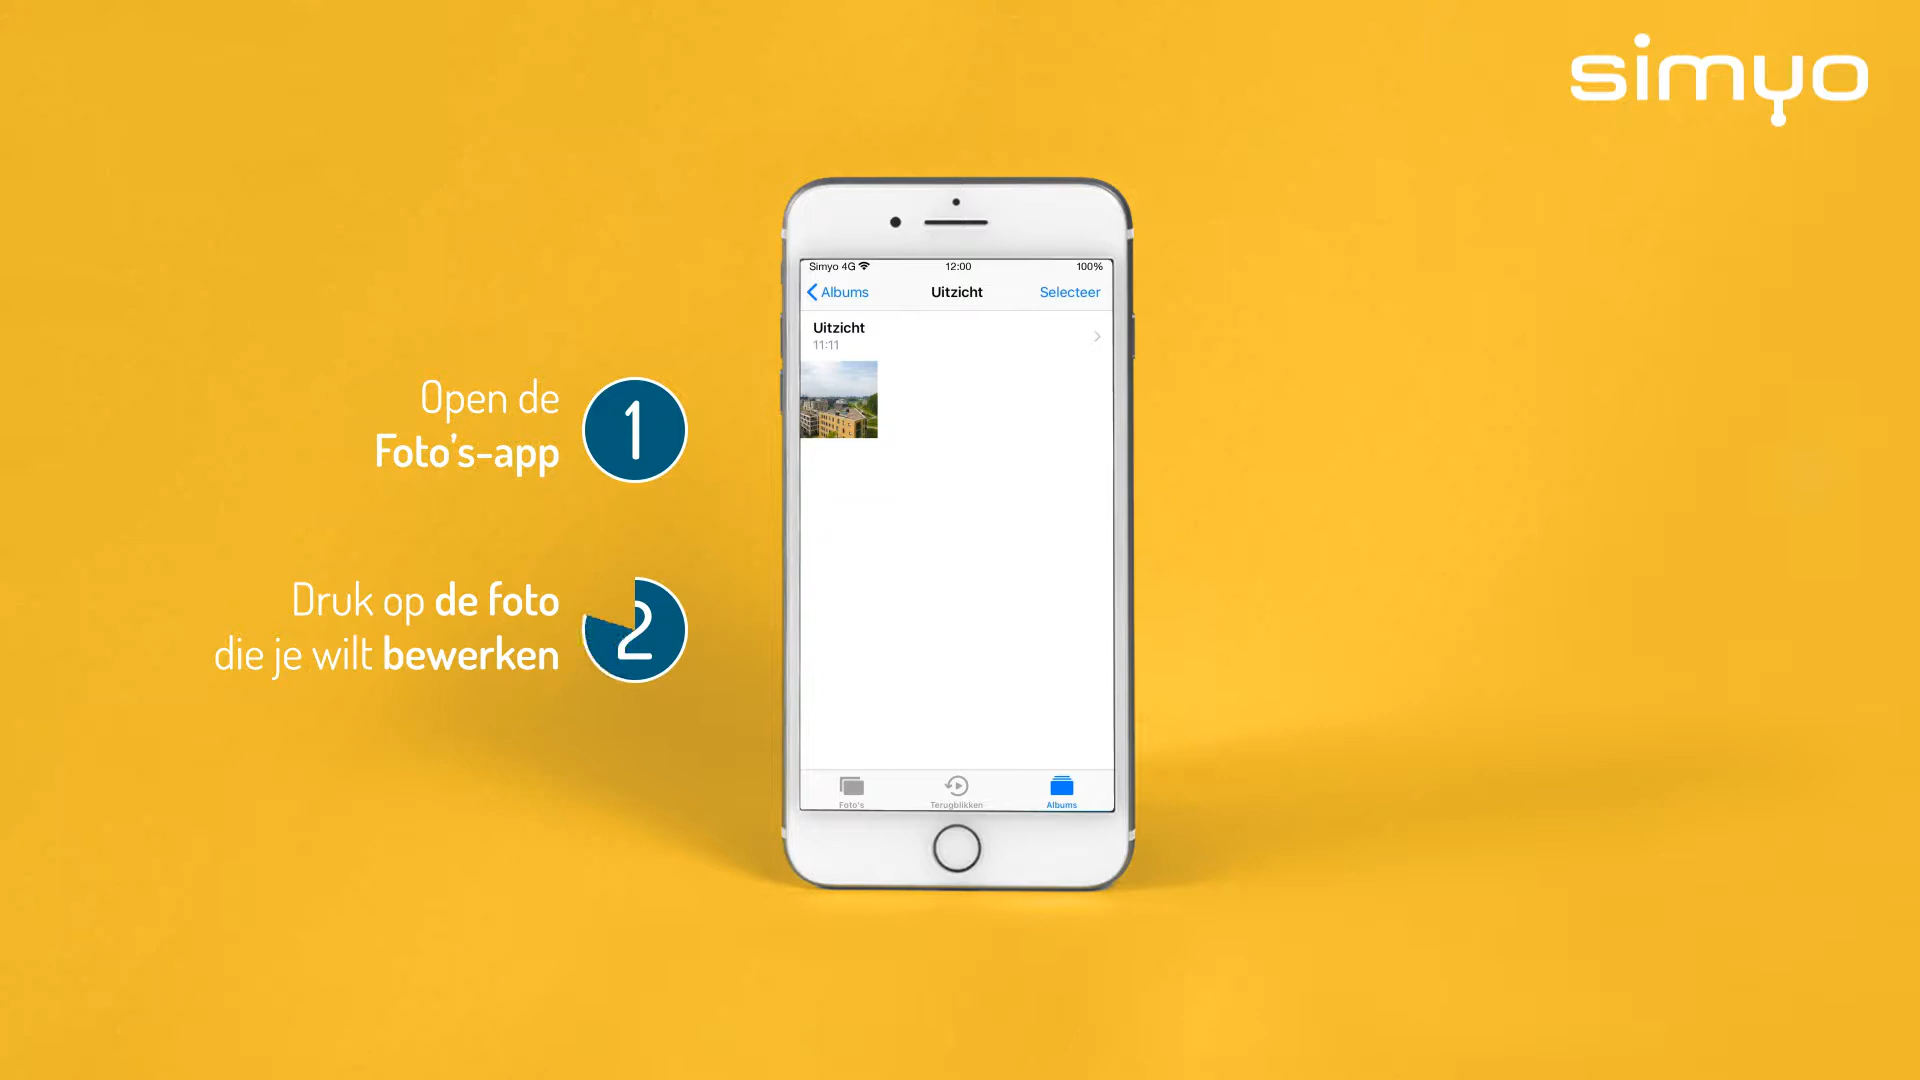 simyo
Simyo 4G 12:00 100%
Albums Uitzicht Selecteer
Uitzicht
11:11
Open de
Foto's-app
1
Druk op de foto
die je wilt bewerken
2
Foto's Terugblikken Albums